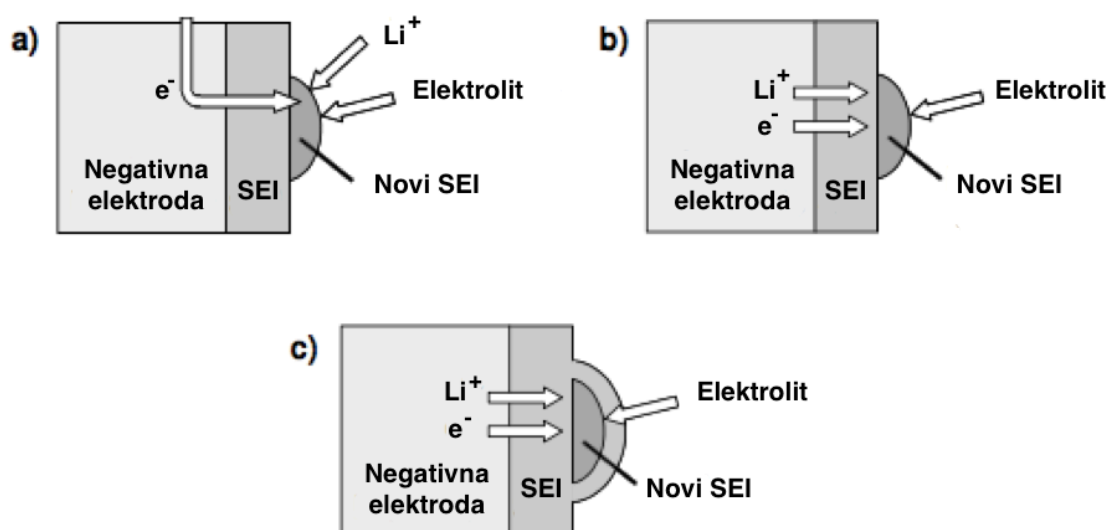 a)
Li+
e-
Elektrolit
Negativna
elektroda
SEI
Novi SEI
b)
Li+
e-
Elektrolit
Negativna
elektroda
SEI
Novi SEI
c)
Li+
e-
Elektrolit
Negativna
elektroda
SEI
Novi SEI